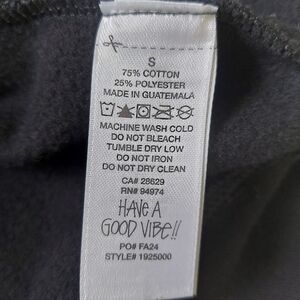 S
75% COTTON
25% POLYESTER
MADE IN GUATEMALA
MACHINE WASH COLD
DO NOT BLEACH
TUMBLE DRY LOW
DO NOT IRON
DO NOT DRY CLEAN
CA# 28629
RN# 94974
HAVE A
GOOD VIBE!!
PO# FA24
STYLE# 1925000